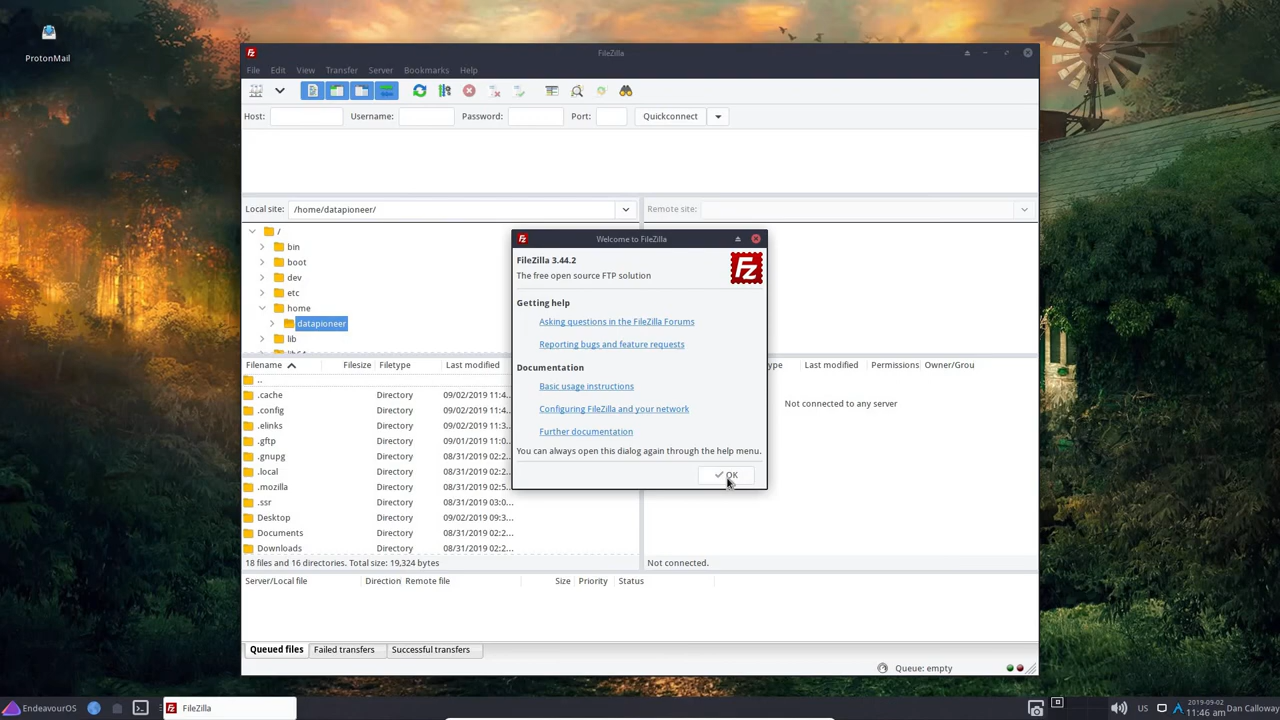 ProtonMail
FileZilla
File Edit View Transfer Server Bookmarks Help
Host: Username: Password: Port: Quickconnect
Local site: /home/datapioneer/
Remote site:
/
bin
boot
dev
etc
home
datapioneer
lib
Filename Filesize Filetype Last modified
..
.cache Directory 09/02/2019 11:4...
.config Directory 09/02/2019 11:4...
.elinks Directory 09/02/2019 11:3...
.gftp Directory 09/01/2019 11:0...
.gnupg Directory 08/31/2019 02:2...
.local Directory 08/31/2019 02:2...
.mozilla Directory 08/31/2019 02:5...
.ssr Directory 08/31/2019 03:0...
Desktop Directory 09/02/2019 09:3...
Documents Directory 08/31/2019 02:2...
Downloads Directory 08/31/2019 02:2...
18 files and 16 directories. Total size: 19,324 bytes
Welcome to FileZilla
FileZilla 3.44.2
The free open source FTP solution
Fz
Getting help
Asking questions in the FileZilla Forums
Reporting bugs and feature requests
Documentation
Basic usage instructions
Configuring FileZilla and your network
Further documentation
You can always open this dialog again through the help menu.
OK
ype Last modified Permissions Owner/Grou
Not connected to any server
Not connected.
Server/Local file Direction Remote file Size Priority Status
Queued files Failed transfers Successful transfers
Queue: empty
EndeavourOS FileZilla US 2019-09-02 Dan Calloway
11:46 am